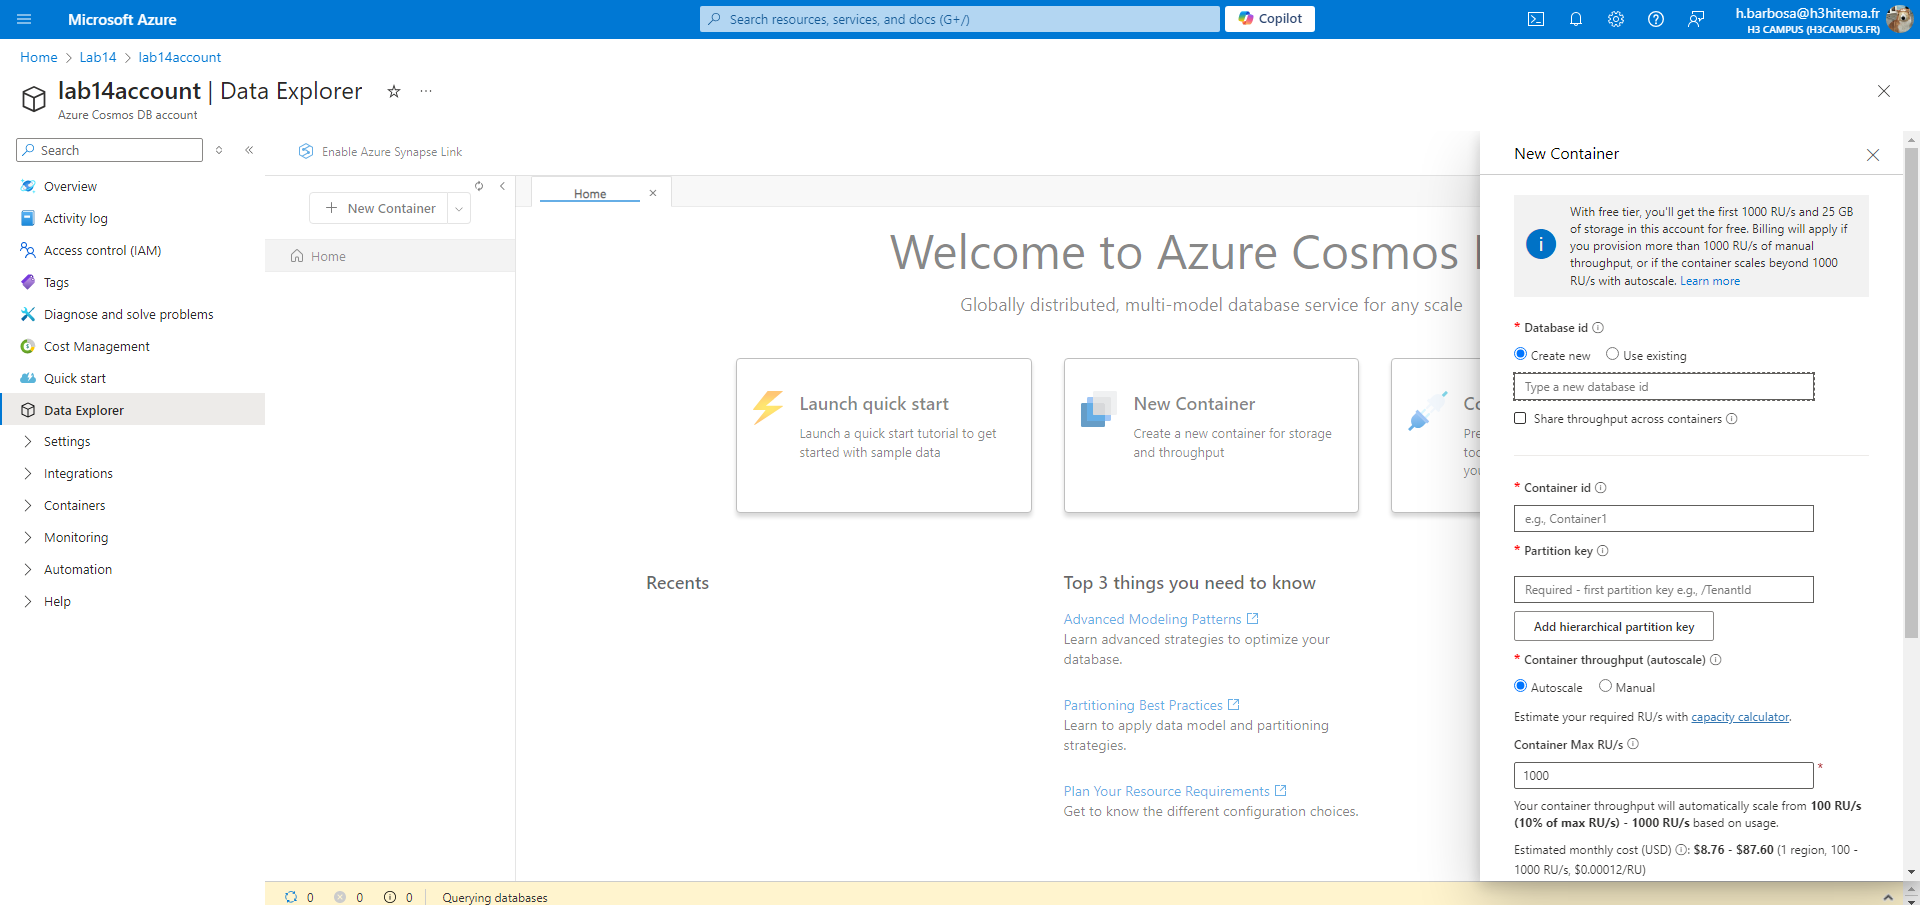 Microsoft Azure
Search resources, services, and docs (G+/)
Copilot
h.barbosa@h3hitema.fr
H3 CAMPUS (H3CAMPUS.FR)
Home > Lab14 > lab14account
lab14account | Data Explorer
Azure Cosmos DB account
Search
Overview
Activity log
Access control (IAM)
Tags
Diagnose and solve problems
Cost Management
Quick start
Data Explorer
Settings
Integrations
Containers
Monitoring
Automation
Help
Enable Azure Synapse Link
New Container
Home
Home
Welcome to Azure Cosmos
Globally distributed, multi-model database service for any scale
Launch quick start
Launch a quick start tutorial to get
started with sample data
New Container
Create a new container for storage
and throughput
Recents
Top 3 things you need to know
Advanced Modeling Patterns
Learn advanced strategies to optimize your
database.
Partitioning Best Practices
Learn to apply data model and partitioning
strategies.
Plan Your Resource Requirements
Get to know the different configuration choices.
0 0 0 Querying databases
New Container
With free tier, you'll get the first 1000 RU/s and 25 GB
of storage in this account for free. Billing will apply if
you provision more than 1000 RU/s of manual
throughput, or if the container scales beyond 1000
RU/s with autoscale. Learn more
* Database id
Create new Use existing
Type a new database id
Share throughput across containers
* Container id
e.g., Container1
* Partition key
Required - first partition key e.g., /TenantId
Add hierarchical partition key
* Container throughput (autoscale)
Autoscale Manual
Estimate your required RU/s with capacity calculator.
Container Max RU/s
1000 *
Your container throughput will automatically scale from 100 RU/s
(10% of max RU/s) - 1000 RU/s based on usage.
Estimated monthly cost (USD) : $8.76 - $87.60 (1 region, 100 -
1000 RU/s, $0.00012/RU)